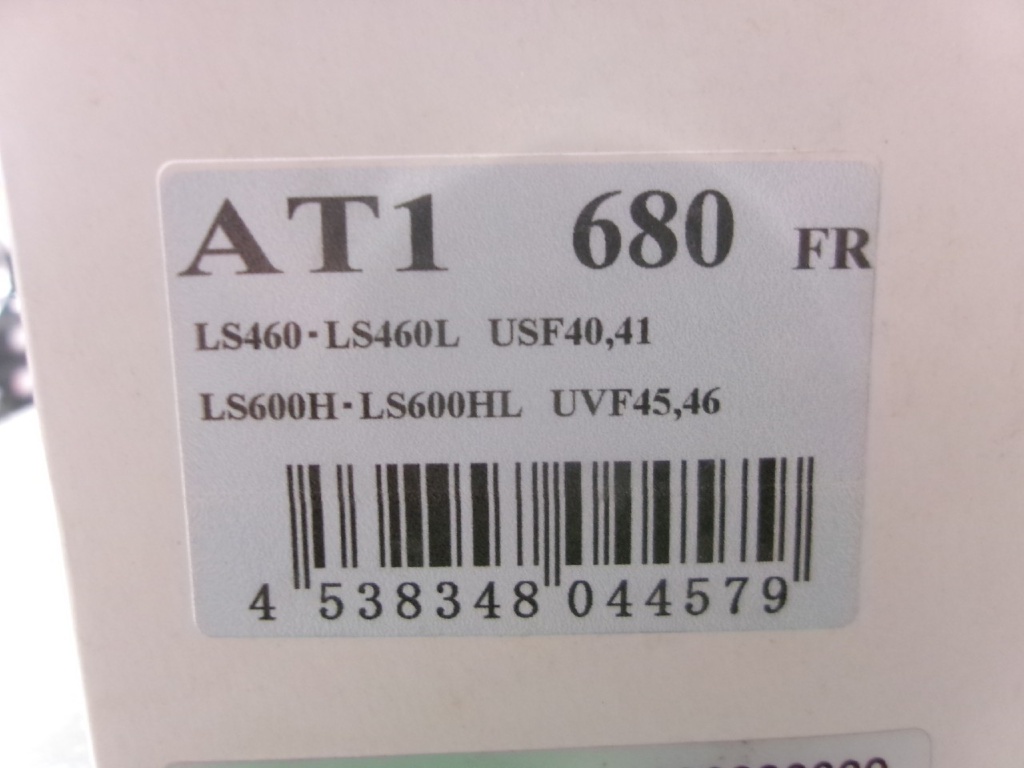 AT1 680 FR
LS460・LS460L USF40,41
LS600H・LS600HL UVF45,46
4 538348 044579